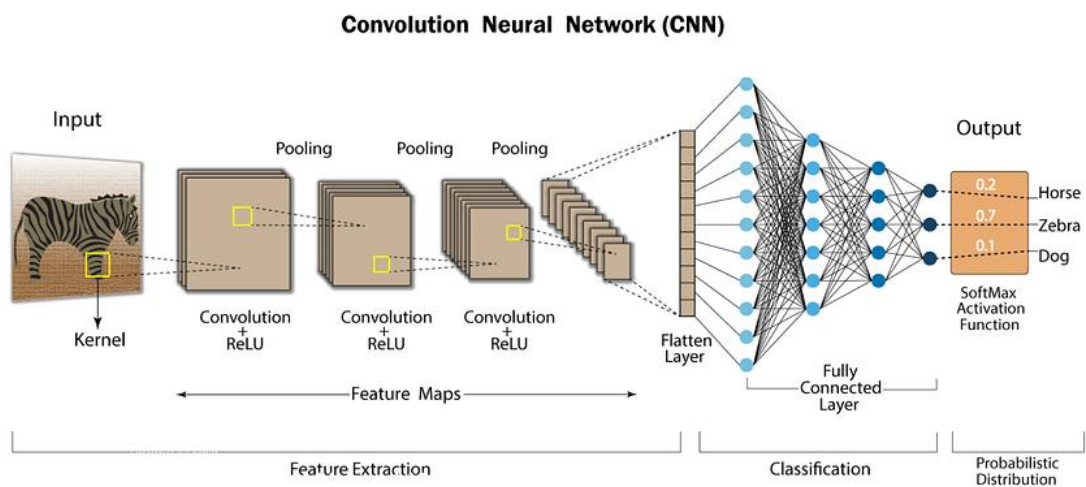 Convolution Neural Network (CNN)
Input
Kernel
Pooling
Pooling
Pooling
Convolution
+
ReLU
Convolution
+
ReLU
Convolution
+
ReLU
Feature Maps
Flatten
Layer
Fully
Connected
Layer
Output
0.2
Horse
0.7
Zebra
0.1
Dog
SoftMax
Activation
Function
Feature Extraction
Classification
Probabilistic
Distribution